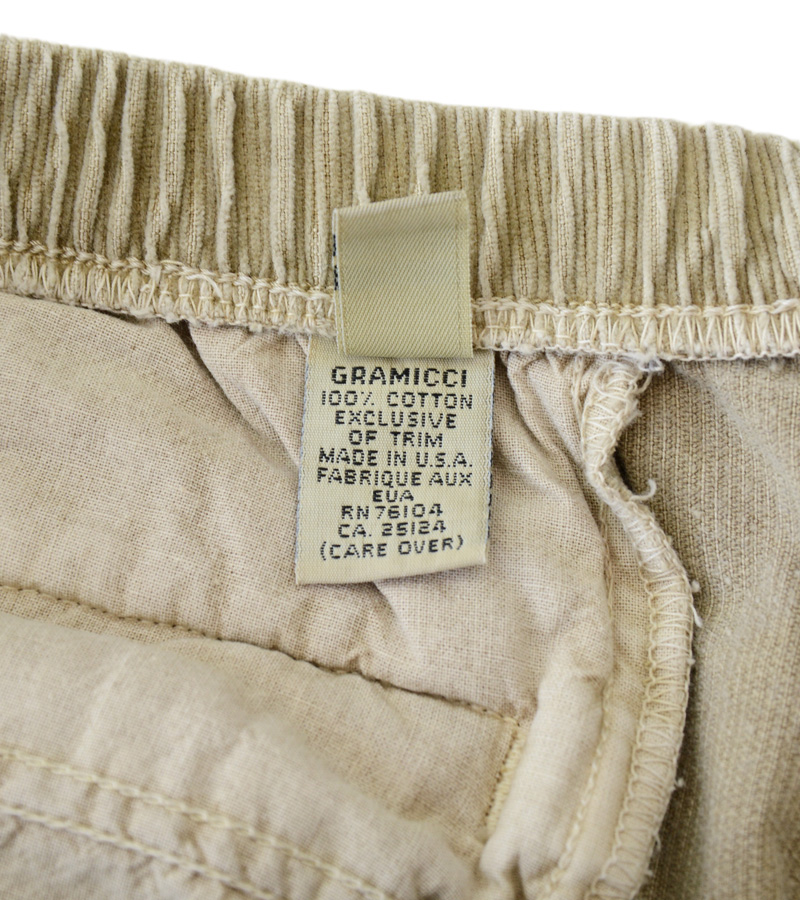 GRAMICCI
100% COTTON
EXCLUSIVE
OF TRIM
MADE IN U.S.A.
FABRIQUE AUX
EUA
RN 76104
CA. 25124
(CARE OVER)